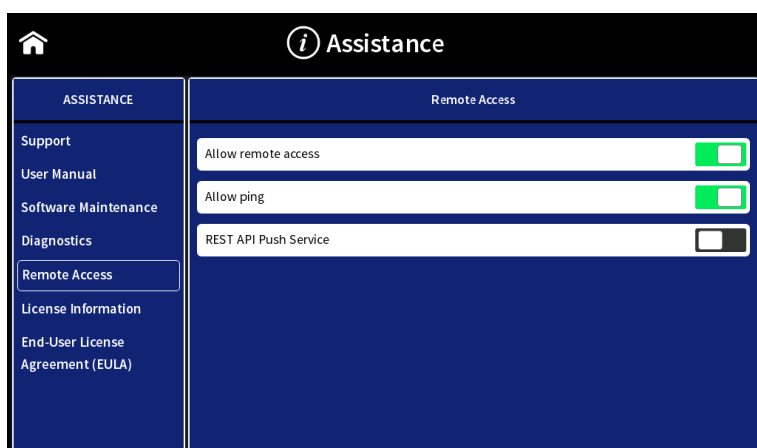 Assistance
ASSISTANCE
Support
User Manual
Software Maintenance
Diagnostics
Remote Access
License Information
End-User License
Agreement (EULA)
Remote Access
Allow remote access
Allow ping
REST API Push Service